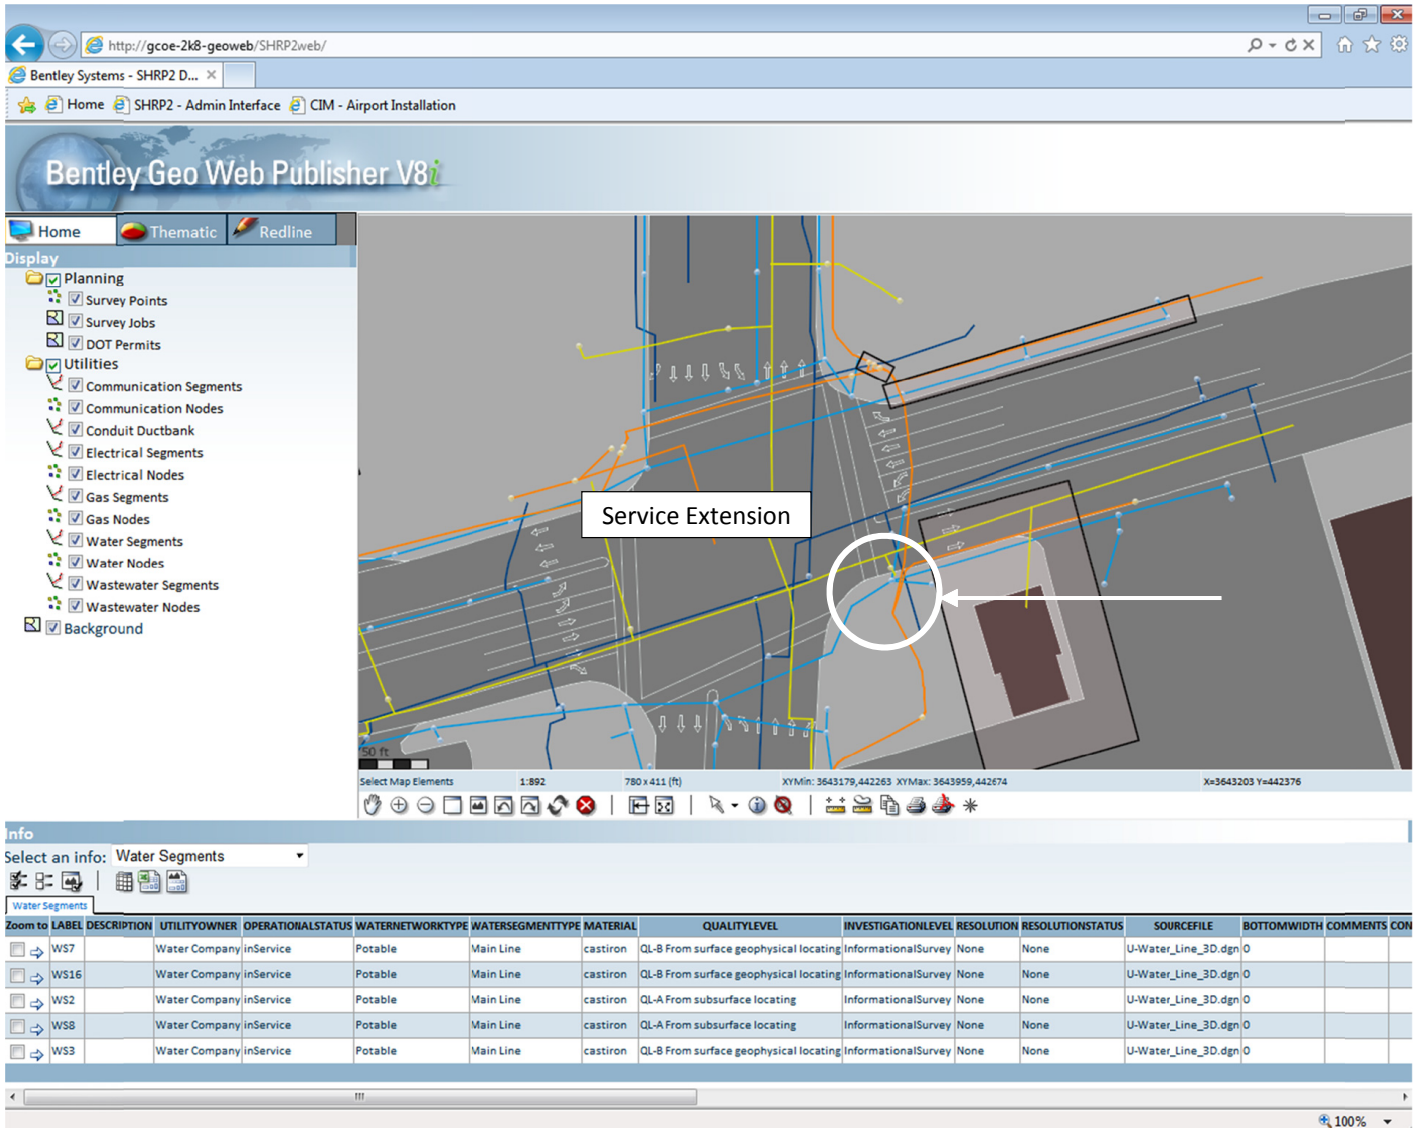 http://gcoe-2k8-geoweb/SHRP2web/
Bentley Systems - SHRP2 D...
Home SHRP2 - Admin Interface CIM - Airport Installation
Bentley Geo Web Publisher V8i
Home Thematic Redline
Display
Planning
Survey Points
Survey Jobs
DOT Permits
Utilities
Communication Segments
Communication Nodes
Conduit Ductbank
Electrical Segments
Electrical Nodes
Gas Segments
Gas Nodes
Water Segments
Water Nodes
Wastewater Segments
Wastewater Nodes
Background
Service Extension
50 ft
Select Map Elements 1:892 780 x 411 (ft) XYMin: 3643179,442263 XYMax: 3643959,442674 X=3643203 Y=442376
Info
Select an info: Water Segments
Water Segments
Zoom to LABEL DESCRIPTION UTILITYOWNER OPERATIONALSTATUS WATERNETWORKTYPE WATERSEGMENTTYPE MATERIAL QUALITYLEVEL INVESTIGATIONLEVEL RESOLUTION RESOLUTIONSTATUS SOURCEFILE BOTTOMWIDTH COMMENTS CON
WS7 Water Company inService Potable Main Line castiron QL-B From surface geophysical locating InformationalSurvey None None U-Water_Line_3D.dgn 0
WS16 Water Company inService Potable Main Line castiron QL-B From surface geophysical locating InformationalSurvey None None U-Water_Line_3D.dgn 0
WS2 Water Company inService Potable Main Line castiron QL-A From subsurface locating InformationalSurvey None None U-Water_Line_3D.dgn 0
WS8 Water Company inService Potable Main Line castiron QL-A From subsurface locating InformationalSurvey None None U-Water_Line_3D.dgn 0
WS3 Water Company inService Potable Main Line castiron QL-B From surface geophysical locating InformationalSurvey None None U-Water_Line_3D.dgn 0
100%